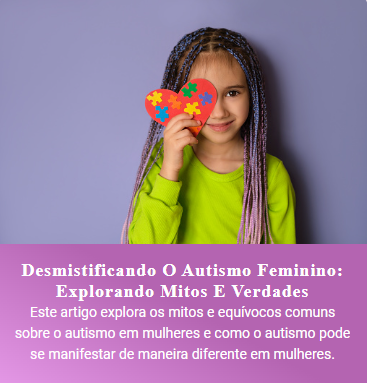 Desmistificando O Autismo Feminino:
Explorando Mitos E Verdades
Este artigo explora os mitos e equívocos comuns
sobre o autismo em mulheres e como o autismo pode
se manifestar de maneira diferente em mulheres.